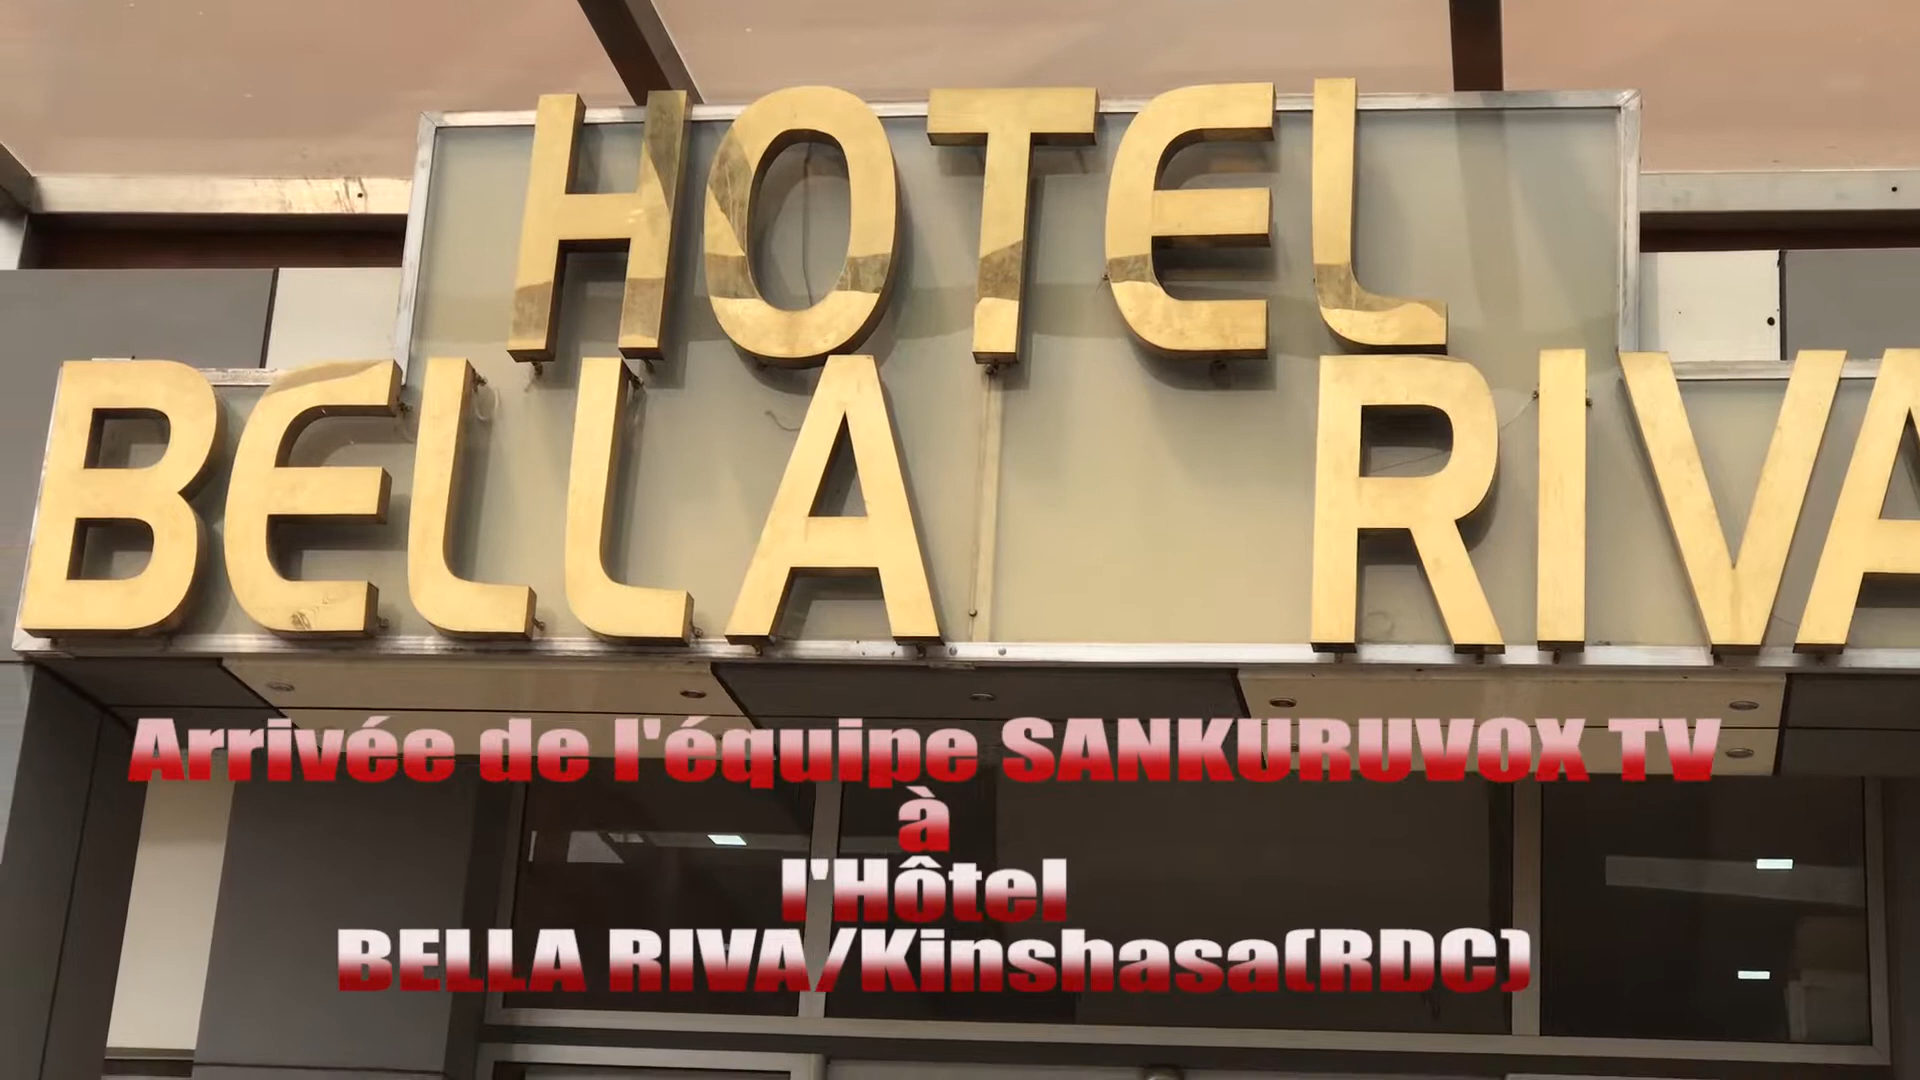 HOTEL
BELLA RIVA
Arrivée de l'équipe SANKURUVOX TV
à
l'Hôtel
BELLA RIVA/Kinshasa(RDC)